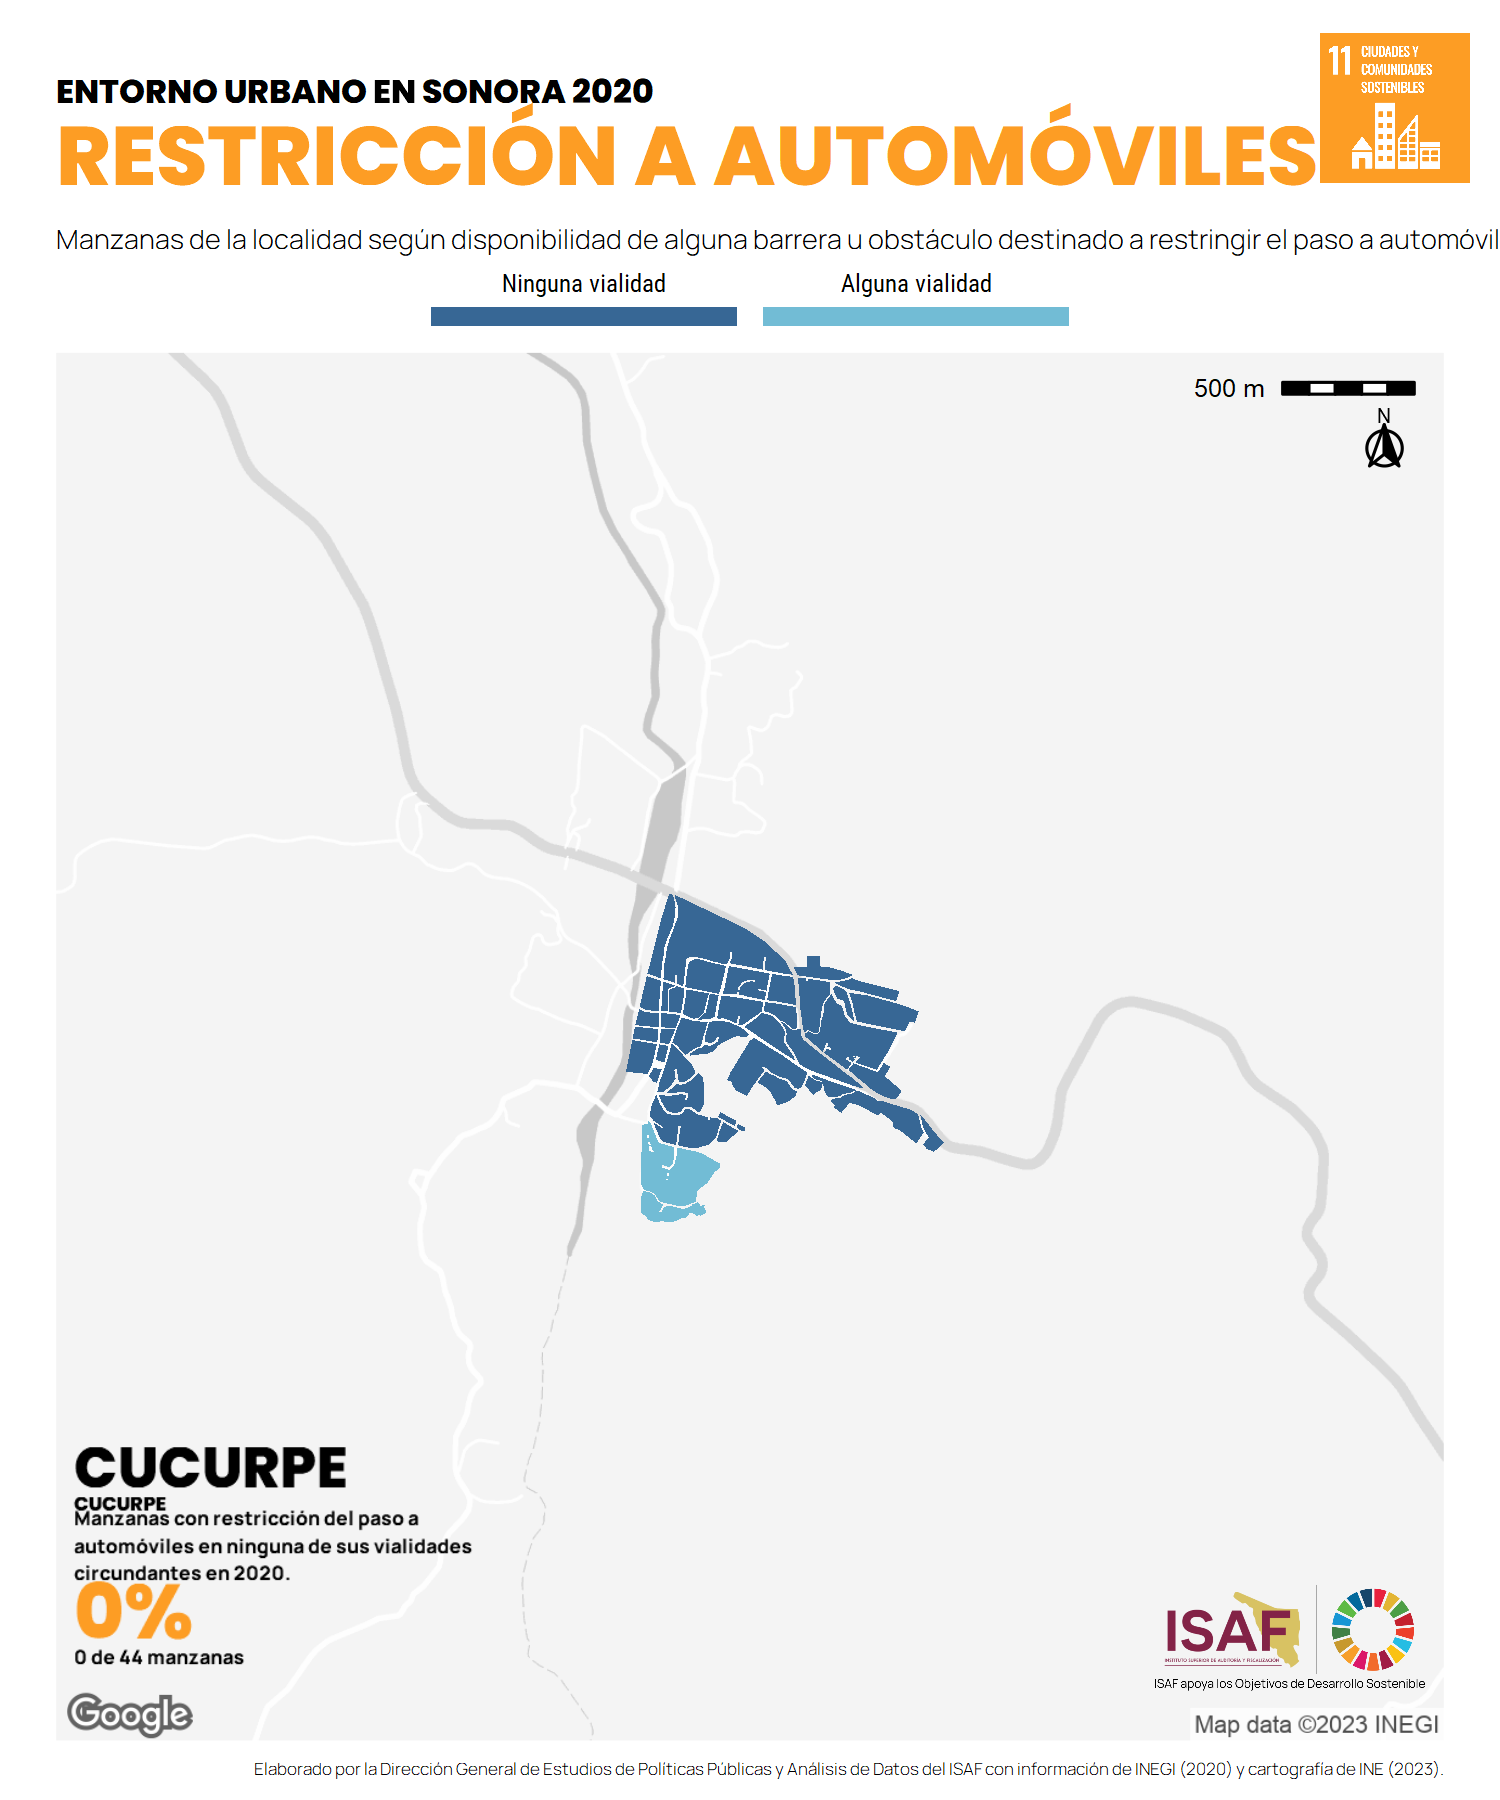 ENTORNO URBANO EN SONORA 2020
RESTRICCIÓN A AUTOMÓVILES
11 CIUDADES Y
COMUNIDADES
SOSTENIBLES
Manzanas de la localidad según disponibilidad de alguna barrera u obstáculo destinado a restringir el paso a automóvil
Ninguna vialidad
Alguna vialidad
500 m
N
CUCURPE
CUCURPE
Manzanas con restricción del paso a
automóviles en ninguna de sus vialidades
circundantes en 2020.
0%
0 de 44 manzanas
Google
ISAF
INSTITUTO SUPERIOR DE AUDITORÍA Y FISCALIZACIÓN
ISAF apoya los Objetivos de Desarrollo Sostenible
Map data ©2023 INEGI
Elaborado por la Dirección General de Estudios de Políticas Públicas y Análisis de Datos del ISAF con información de INEGI (2020) y cartografía de INE (2023).